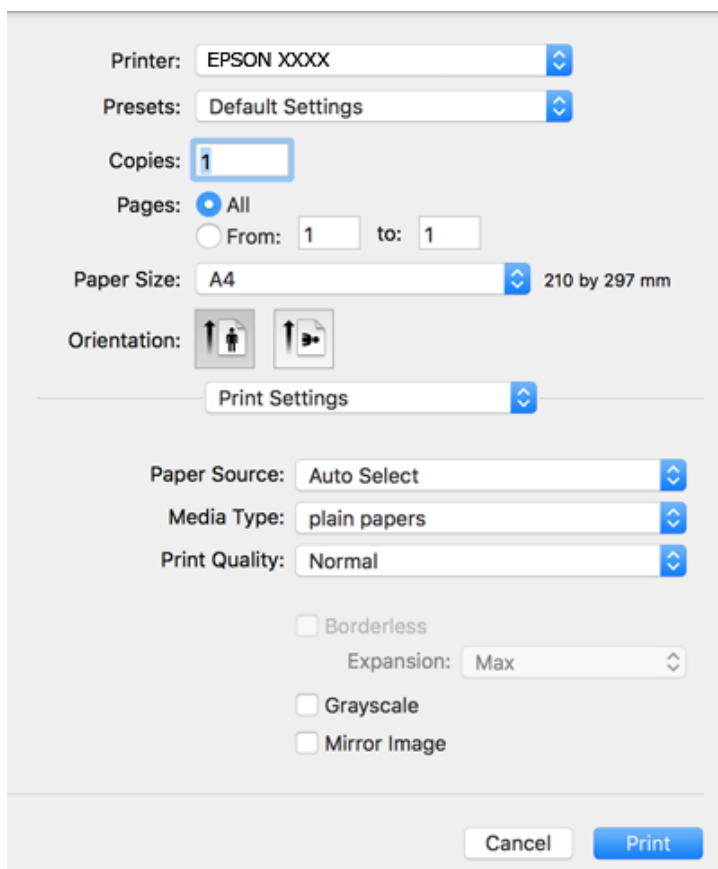 Printer: EPSON XXXX
Presets: Default Settings
Copies: 1
Pages: All
From: 1 to: 1
Paper Size: A4 210 by 297 mm
Orientation:
Print Settings
Paper Source: Auto Select
Media Type: plain papers
Print Quality: Normal
Borderless
Expansion: Max
Grayscale
Mirror Image
Cancel Print